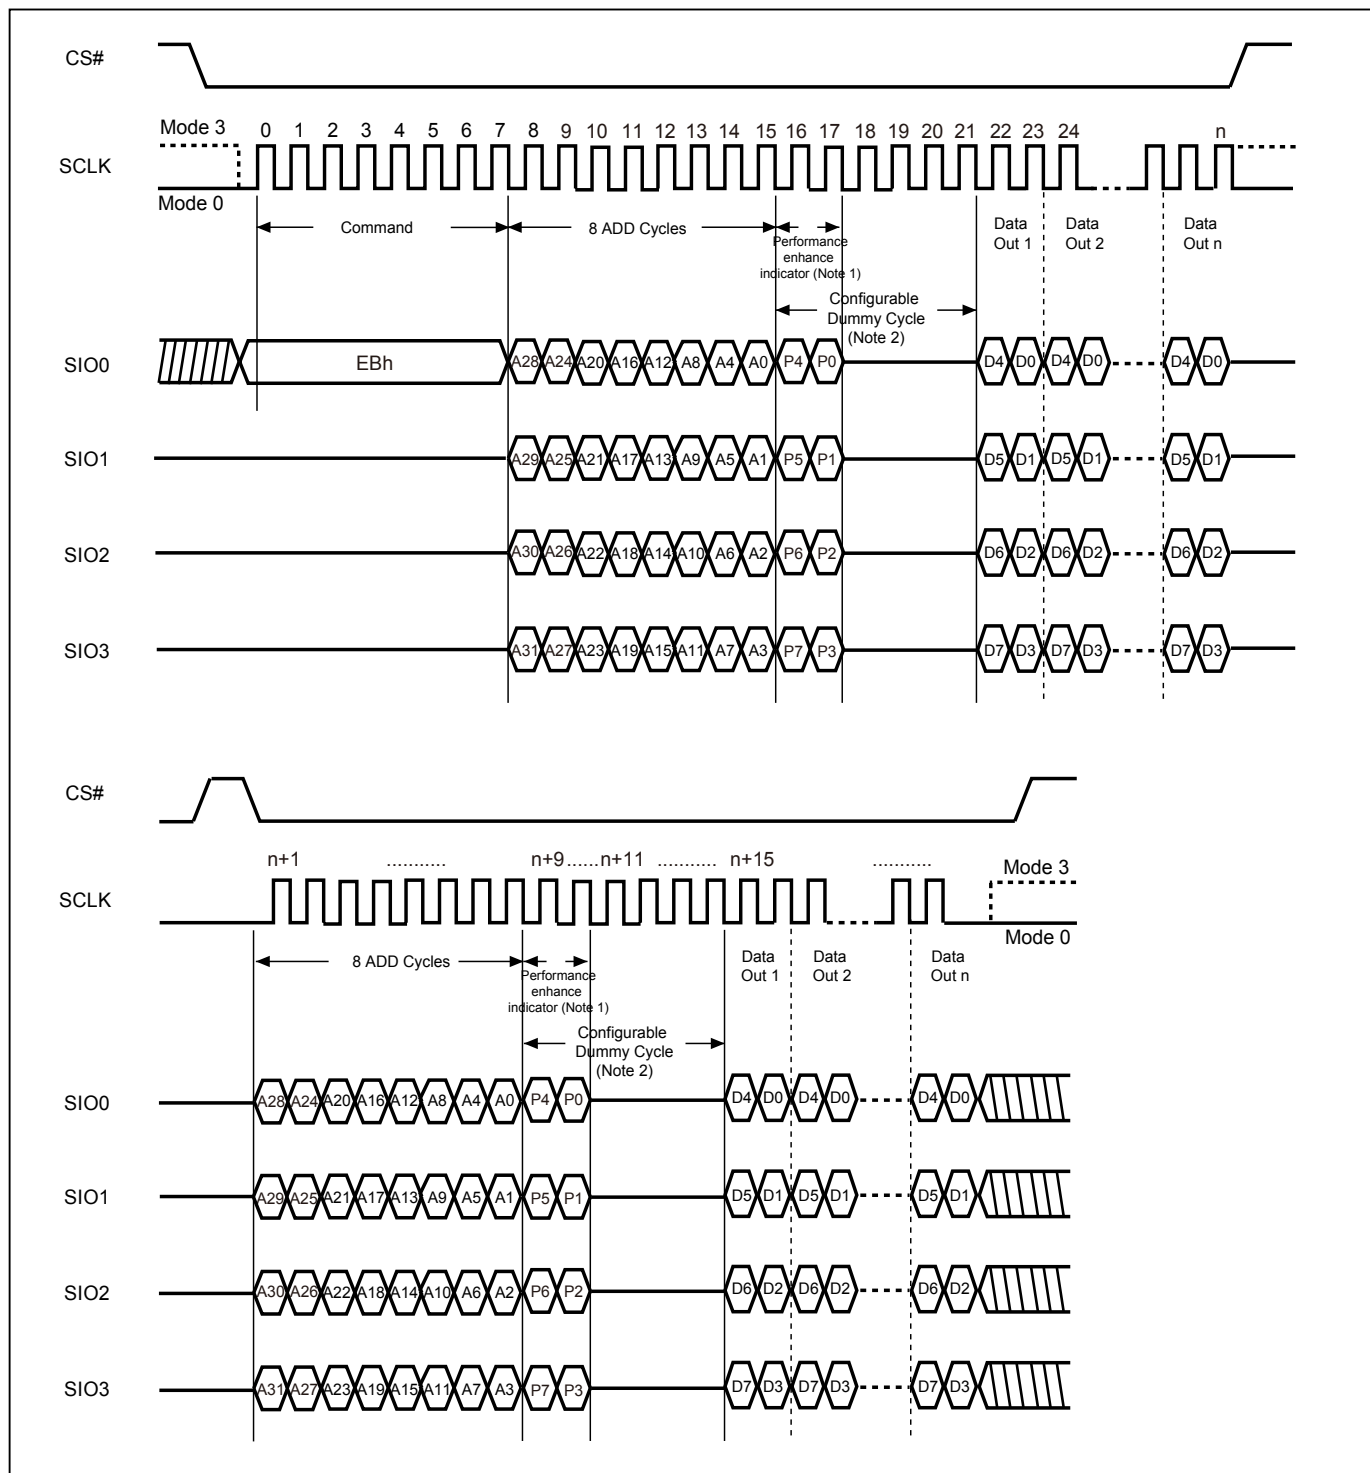 CS#
Mode 3
0 1 2 3 4 5 6 7 8 9 10 11 12 13 14 15 16 17 18 19 20 21 22 23 24 n
SCLK
Mode 0
Command
8 ADD Cycles
Performance
enhance
indicator (Note 1)
Data
Out 1
Data
Out 2
Data
Out n
Configurable
Dummy Cycle
(Note 2)
SIO0 EBh A28 A24 A20 A16 A12 A8 A4 A0 P4 P0 D4 D0 D4 D0 D4 D0
SIO1 A29 A25 A21 A17 A13 A9 A5 A1 P5 P1 D5 D1 D5 D1 D5 D1
SIO2 A30 A26 A22 A18 A14 A10 A6 A2 P6 P2 D6 D2 D6 D2 D6 D2
SIO3 A31 A27 A23 A19 A15 A11 A7 A3 P7 P3 D7 D3 D7 D3 D7 D3
CS#
n+1 ........... n+9 ...... n+11 ........... n+15 ...........
Mode 3
SCLK
Mode 0
8 ADD Cycles
Performance
enhance
indicator (Note 1)
Data
Out 1
Data
Out 2
Data
Out n
Configurable
Dummy Cycle
(Note 2)
SIO0 A28 A24 A20 A16 A12 A8 A4 A0 P4 P0 D4 D0 D4 D0 D4 D0
SIO1 A29 A25 A21 A17 A13 A9 A5 A1 P5 P1 D5 D1 D5 D1 D5 D1
SIO2 A30 A26 A22 A18 A14 A10 A6 A2 P6 P2 D6 D2 D6 D2 D6 D2
SIO3 A31 A27 A23 A19 A15 A11 A7 A3 P7 P3 D7 D3 D7 D3 D7 D3